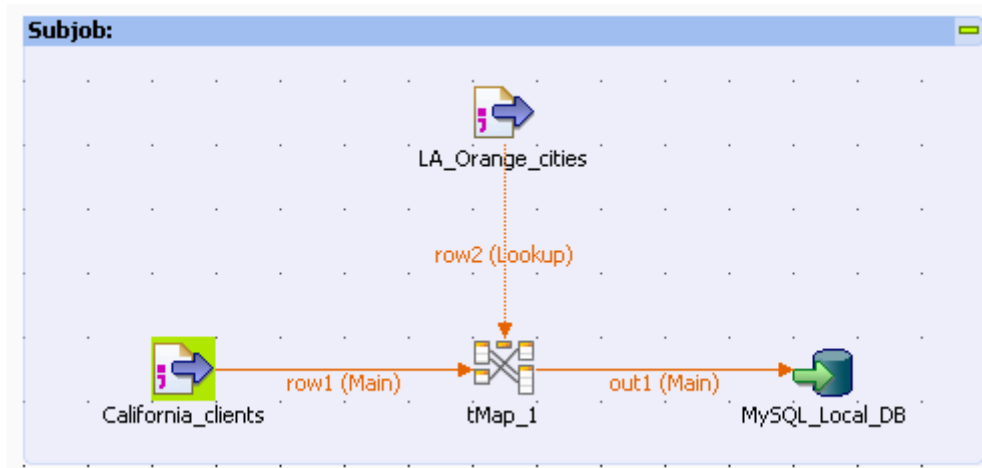 Subjob:
LA_Orange_cities
row2 (Lookup)
row1 (Main)
out1 (Main)
California_clients
tMap_1
MySQL_Local_DB